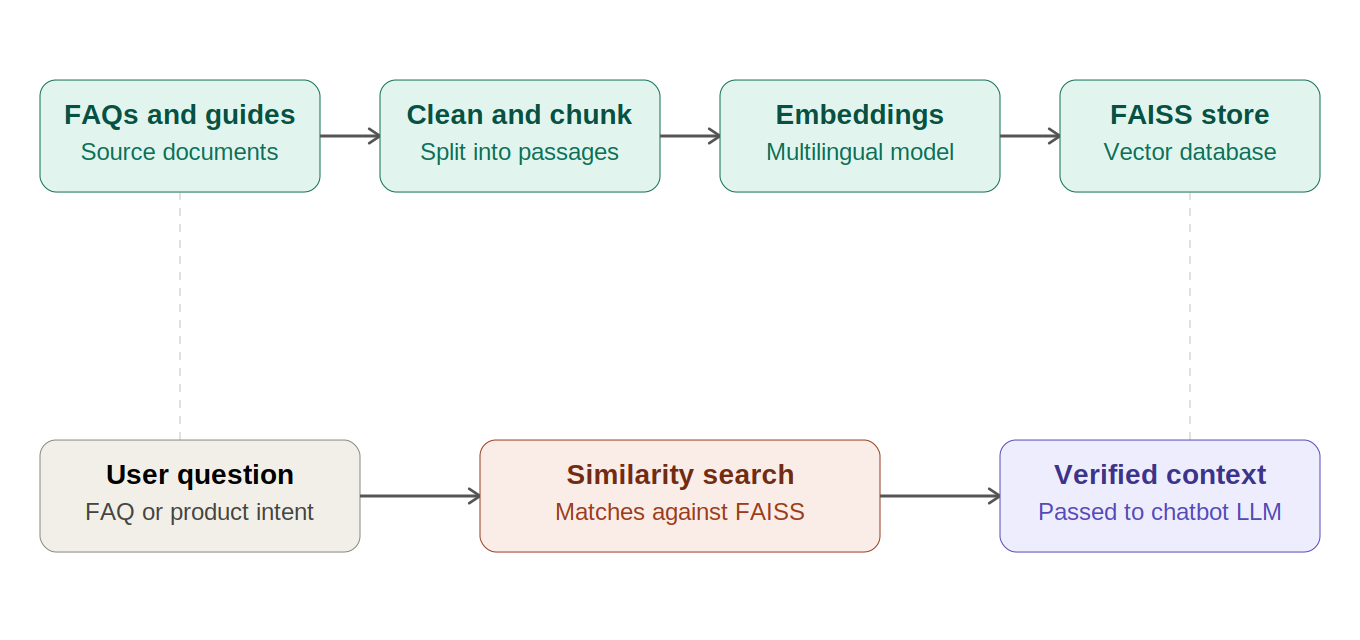 FAQs and guides
Source documents
Clean and chunk
Split into passages
Embeddings
Multilingual model
FAISS store
Vector database
User question
FAQ or product intent
Similarity search
Matches against FAISS
Verified context
Passed to chatbot LLM